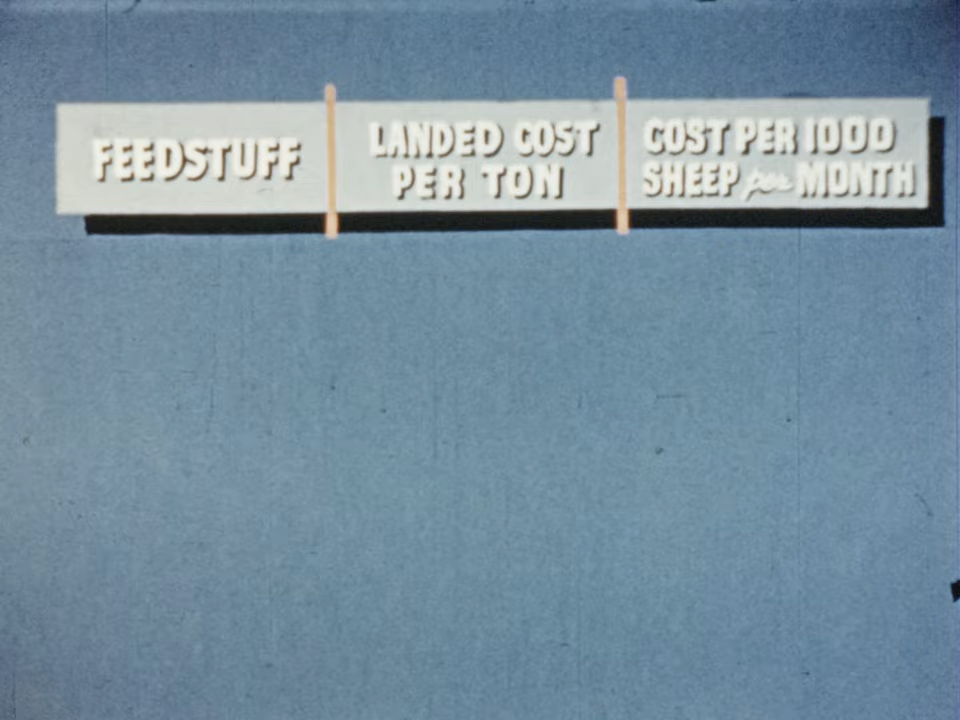 FEEDSTUFF
LANDED COST
PER TON
COST PER 1000
SHEEP per MONTH